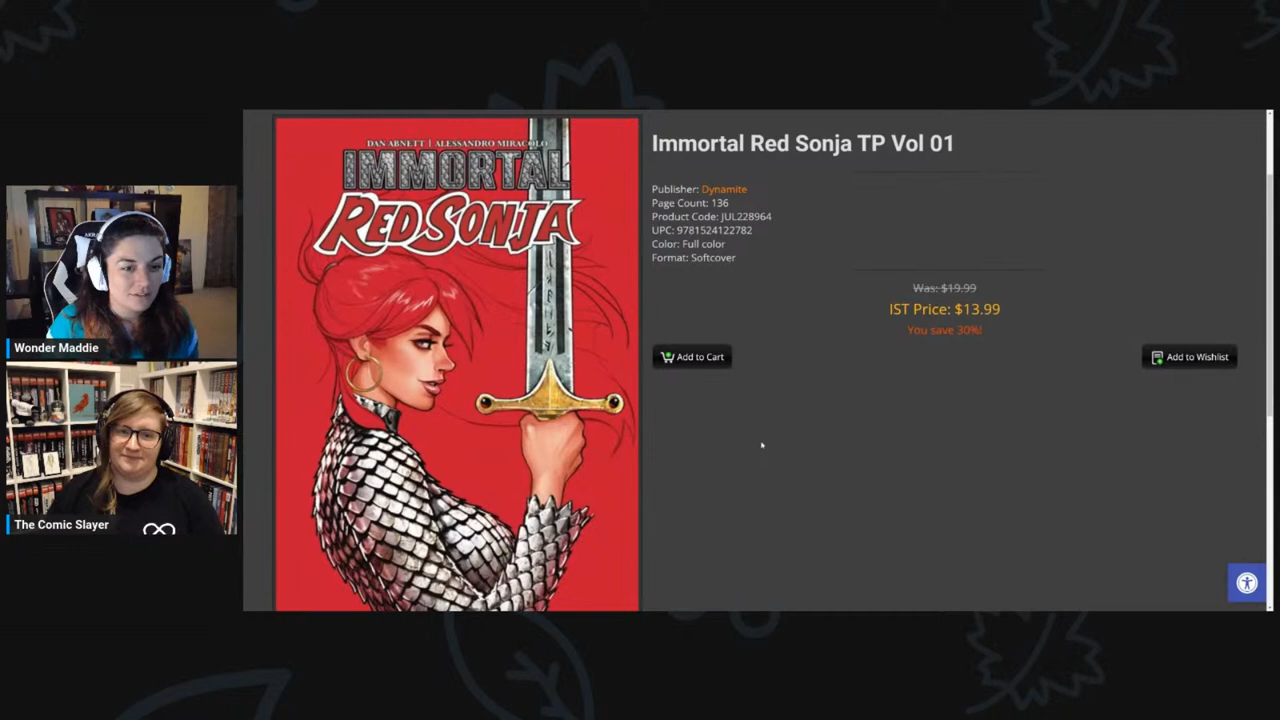 Wonder Maddie
The Comic Slayer
DAN ABNETT | ALESSANDRO MIRACOLO
IMMORTAL
RED SONJA
Immortal Red Sonja TP Vol 01
Publisher: Dynamite
Page Count: 136
Product Code: JUL228964
UPC: 9781524122782
Color: Full color
Format: Softcover
Was: $19.99
IST Price: $13.99
You save 30%!
Add to Cart
Add to Wishlist